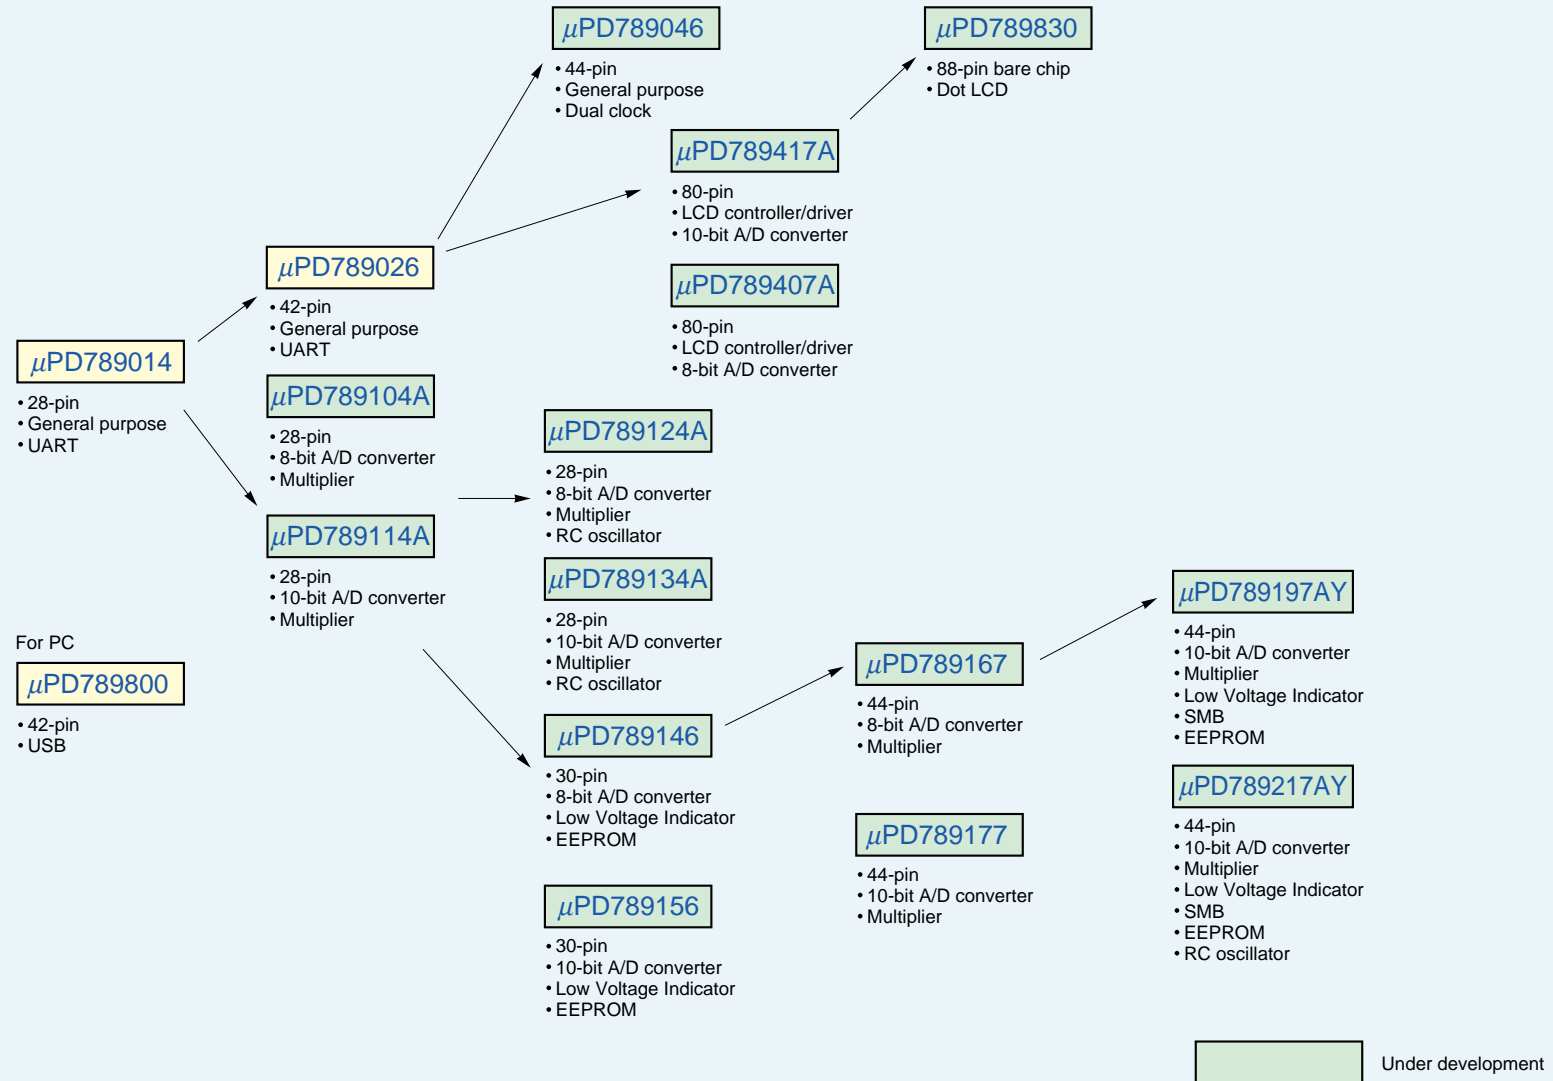 μPD789046
• 44-pin
• General purpose
• Dual clock
μPD789830
• 88-pin bare chip
• Dot LCD
μPD789417A
• 80-pin
• LCD controller/driver
• 10-bit A/D converter
μPD789026
• 42-pin
• General purpose
• UART
μPD789407A
• 80-pin
• LCD controller/driver
• 8-bit A/D converter
μPD789014
• 28-pin
• General purpose
• UART
μPD789104A
• 28-pin
• 8-bit A/D converter
• Multiplier
μPD789124A
• 28-pin
• 8-bit A/D converter
• Multiplier
• RC oscillator
μPD789114A
• 28-pin
• 10-bit A/D converter
• Multiplier
μPD789134A
• 28-pin
• 10-bit A/D converter
• Multiplier
• RC oscillator
For PC
μPD789800
• 42-pin
• USB
μPD789146
• 30-pin
• 8-bit A/D converter
• Low Voltage Indicator
• EEPROM
μPD789167
• 44-pin
• 8-bit A/D converter
• Multiplier
μPD789197AY
• 44-pin
• 10-bit A/D converter
• Multiplier
• Low Voltage Indicator
• SMB
• EEPROM
μPD789156
• 30-pin
• 10-bit A/D converter
• Low Voltage Indicator
• EEPROM
μPD789177
• 44-pin
• 10-bit A/D converter
• Multiplier
μPD789217AY
• 44-pin
• 10-bit A/D converter
• Multiplier
• Low Voltage Indicator
• SMB
• EEPROM
• RC oscillator
Under development